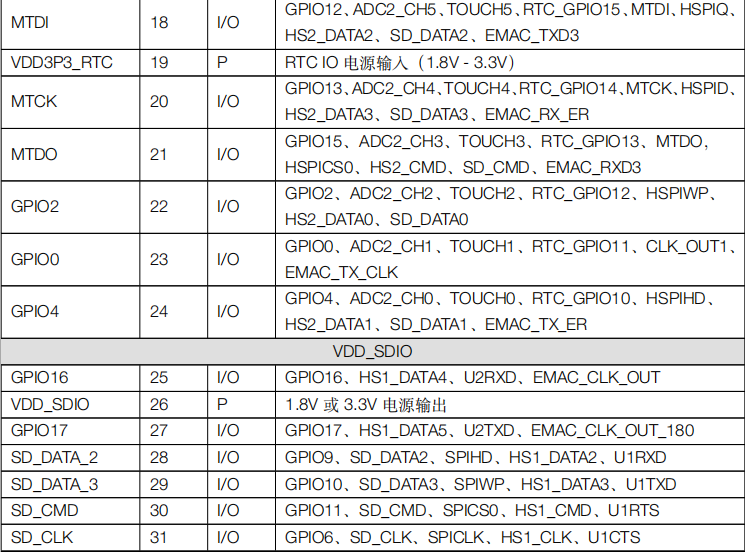 MTDI 18 I/O GPIO12、ADC2_CH5、TOUCH5、RTC_GPIO15、MTDI、HSPIQ、
HS2_DATA2、SD_DATA2、EMAC_TXD3
VDD3P3_RTC 19 P RTC IO 电源输入（1.8V - 3.3V）
MTCK 20 I/O GPIO13、ADC2_CH4、TOUCH4、RTC_GPIO14、MTCK、HSPID、
HS2_DATA3、SD_DATA3、EMAC_RX_ER
MTDO 21 I/O GPIO15、ADC2_CH3、TOUCH3、RTC_GPIO13、MTDO，
HSPICS0、HS2_CMD、SD_CMD、EMAC_RXD3
GPIO2 22 I/O GPIO2、ADC2_CH2、TOUCH2、RTC_GPIO12、HSPIWP、
HS2_DATA0、SD_DATA0
GPIO0 23 I/O GPIO0、ADC2_CH1、TOUCH1、RTC_GPIO11、CLK_OUT1、
EMAC_TX_CLK
GPIO4 24 I/O GPIO4、ADC2_CH0、TOUCH0、RTC_GPIO10、HSPIHD、
HS2_DATA1、SD_DATA1、EMAC_TX_ER
VDD_SDIO
GPIO16 25 I/O GPIO16、HS1_DATA4、U2RXD、EMAC_CLK_OUT
VDD_SDIO 26 P 1.8V 或 3.3V 电源输出
GPIO17 27 I/O GPIO17、HS1_DATA5、U2TXD、EMAC_CLK_OUT_180
SD_DATA_2 28 I/O GPIO9、SD_DATA2、SPIHD、HS1_DATA2、U1RXD
SD_DATA_3 29 I/O GPIO10、SD_DATA3、SPIWP、HS1_DATA3、U1TXD
SD_CMD 30 I/O GPIO11、SD_CMD、SPICS0、HS1_CMD、U1RTS
SD_CLK 31 I/O GPIO6、SD_CLK、SPICLK、HS1_CLK、U1CTS